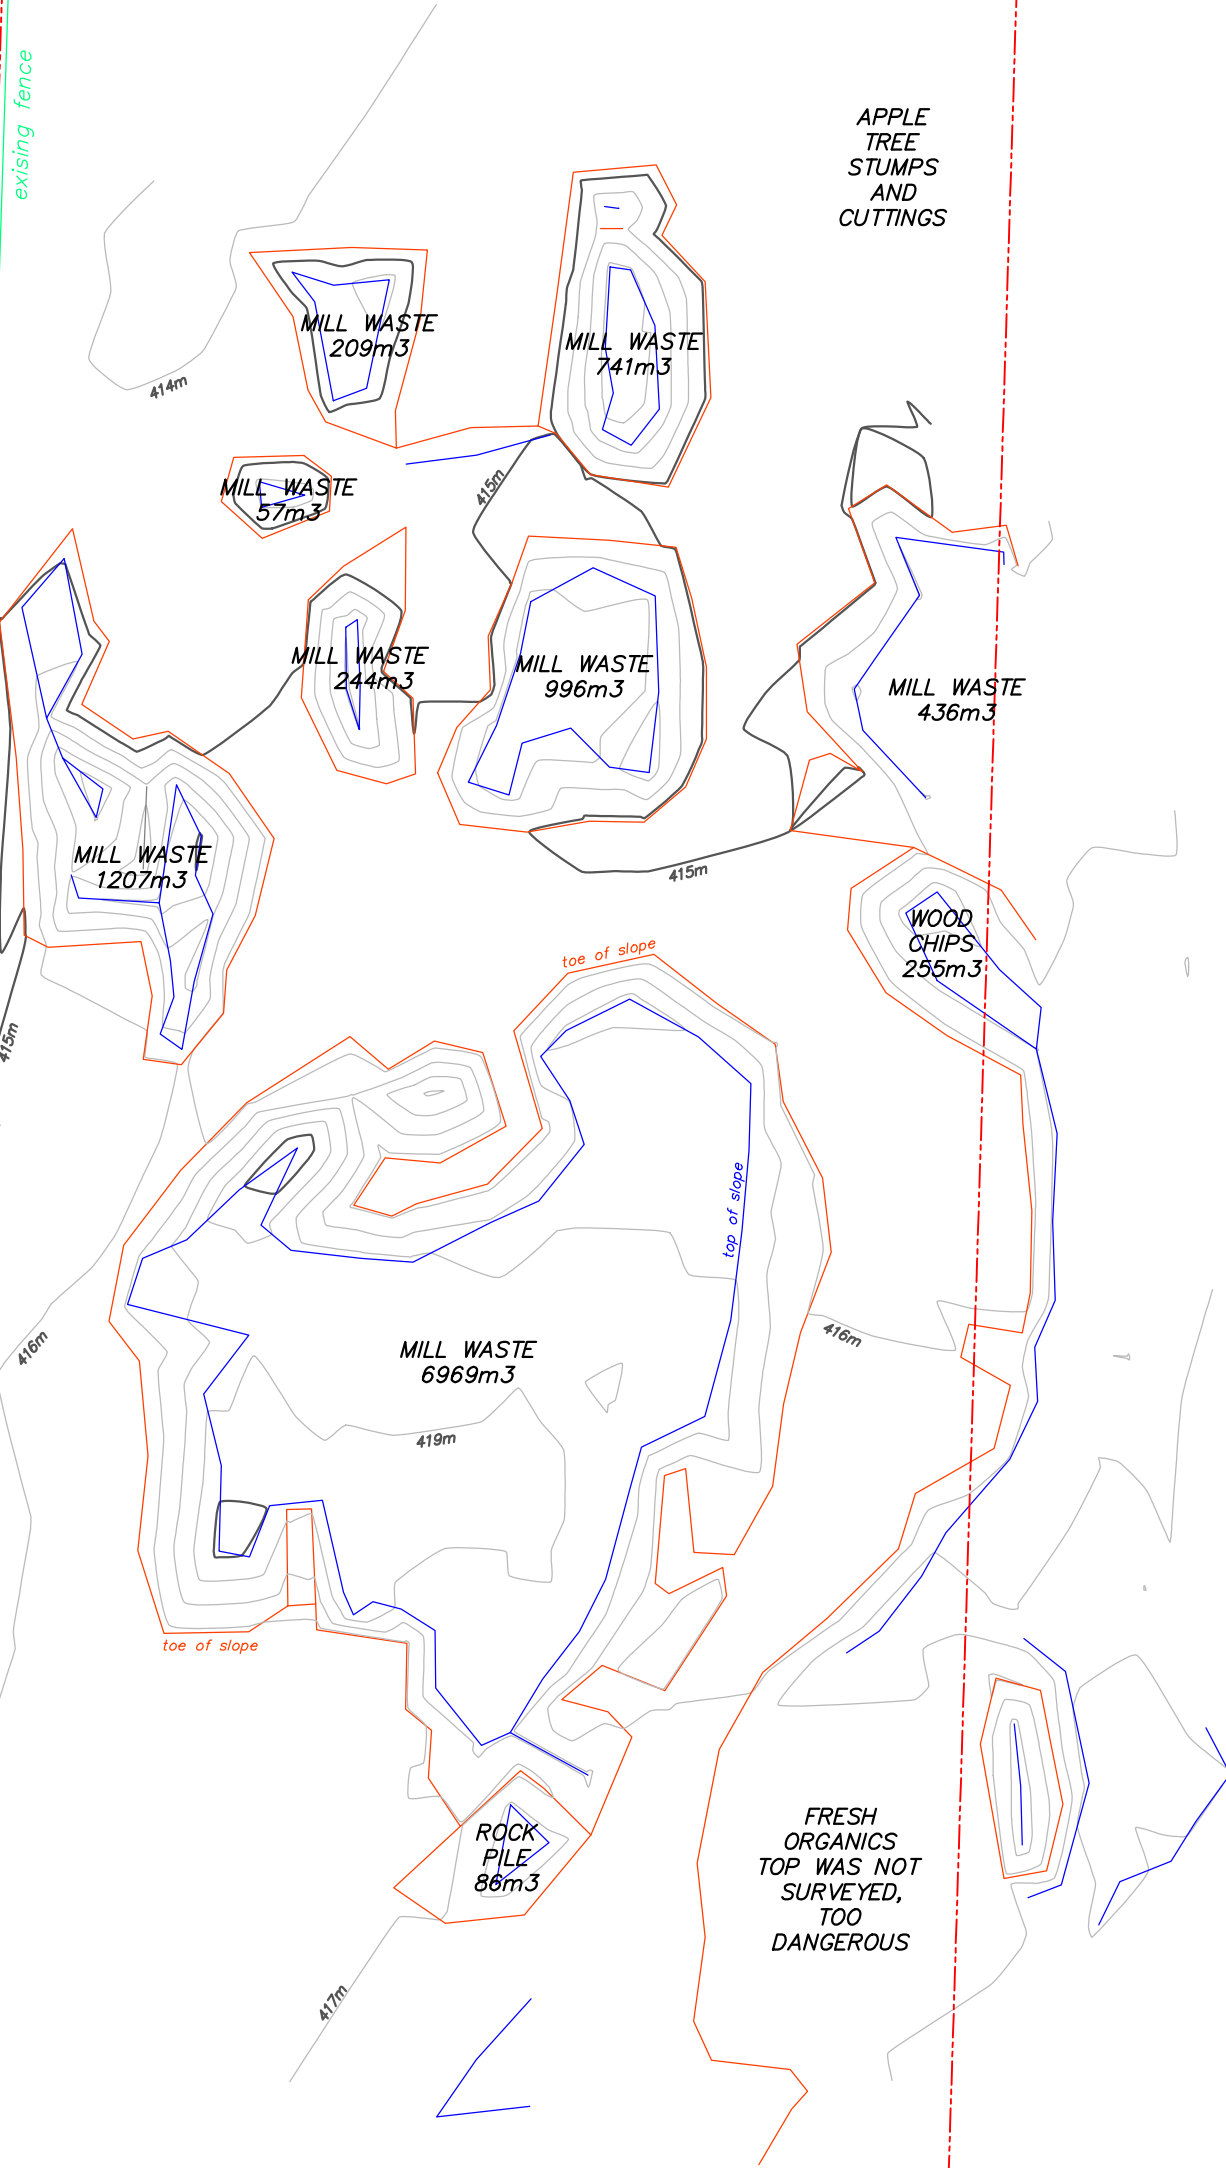 exising fence
APPLE
TREE
STUMPS
AND
CUTTINGS
MILL WASTE
209m3
MILL WASTE
741m3
414m
MILL WASTE
57m3
415m
MILL WASTE
244m3
MILL WASTE
996m3
MILL WASTE
436m3
MILL WASTE
1207m3
415m
WOOD
CHIPS
255m3
toe of slope
415m
top of slope
416m
416m
MILL WASTE
6969m3
419m
toe of slope
ROCK
PILE
86m3
FRESH
ORGANICS
TOP WAS NOT
SURVEYED,
TOO
DANGEROUS
417m